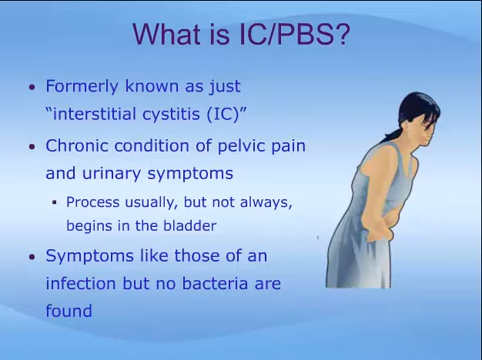 What is IC/PBS?
Formerly known as just
“interstitial cystitis (IC)”
Chronic condition of pelvic pain
and urinary symptoms
Process usually, but not always,
begins in the bladder
Symptoms like those of an
infection but no bacteria are
found